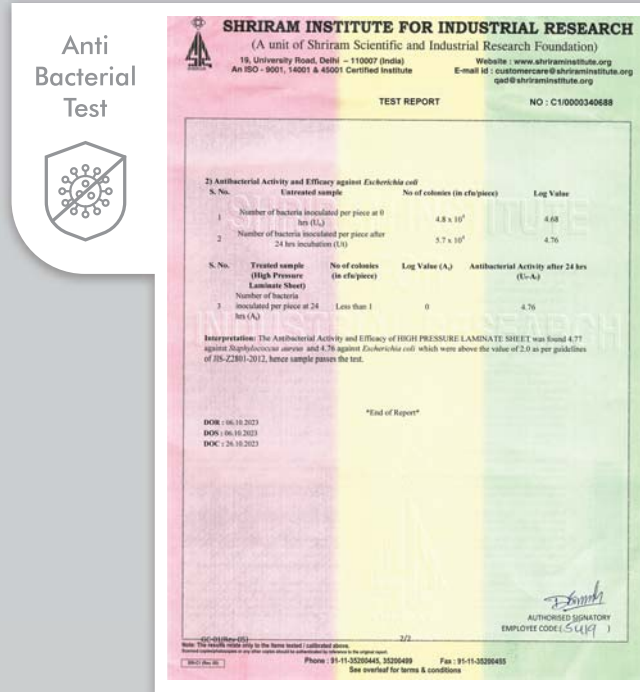 Anti
Bacterial
Test
SHRIRAM INSTITUTE FOR INDUSTRIAL RESEARCH
(A unit of Shriram Scientific and Industrial Research Foundation)
19, University Road, Delhi – 110007 (India)
An ISO - 9001, 14001 & 45001 Certified Institute
Website : www.shriraminstitute.org
E-mail id : customercare@shriraminstitute.org
qad@shriraminstitute.org
TEST REPORT
NO : C1/0000340688
2) Antibacterial Activity and Efficacy against Escherichia coli
S. No. Untreated sample No of colonies (in cfu/piece) Log Value
1 Number of bacteria inoculated per piece at 0 hrs (U₀) 4.8 x 10⁴ 4.68
2 Number of bacteria inoculated per piece after 24 hrs incubation (Ut) 5.7 x 10⁴ 4.76
S. No. Treated sample (High Pressure Laminate Sheet) No of colonies (in cfu/piece) Log Value (Aₜ) Antibacterial Activity after 24 hrs (Uₜ-Aₜ)
3 Number of bacteria inoculated per piece at 24 hrs (Aₜ) Less than 1 0 4.76
Interpretation: The Antibacterial Activity and Efficacy of HIGH PRESSURE LAMINATE SHEET was found 4.77
against Staphylococcus aureus and 4.76 against Escherichia coli which were above the value of 2.0 as per guidelines
of JIS-Z2801-2012, hence sample passes the test.
*End of Report*
DOR : 06.10.2023
DOS : 06.10.2023
DOC : 26.10.2023
AUTHORISED SIGNATORY
EMPLOYEE CODE (5419)
GC-01(Rev-05)
2/2
Note: The results relate only to the items tested / calibrated above.
Phone : 91-11-35200445, 35200499 Fax : 91-11-35200455
See overleaf for terms & conditions